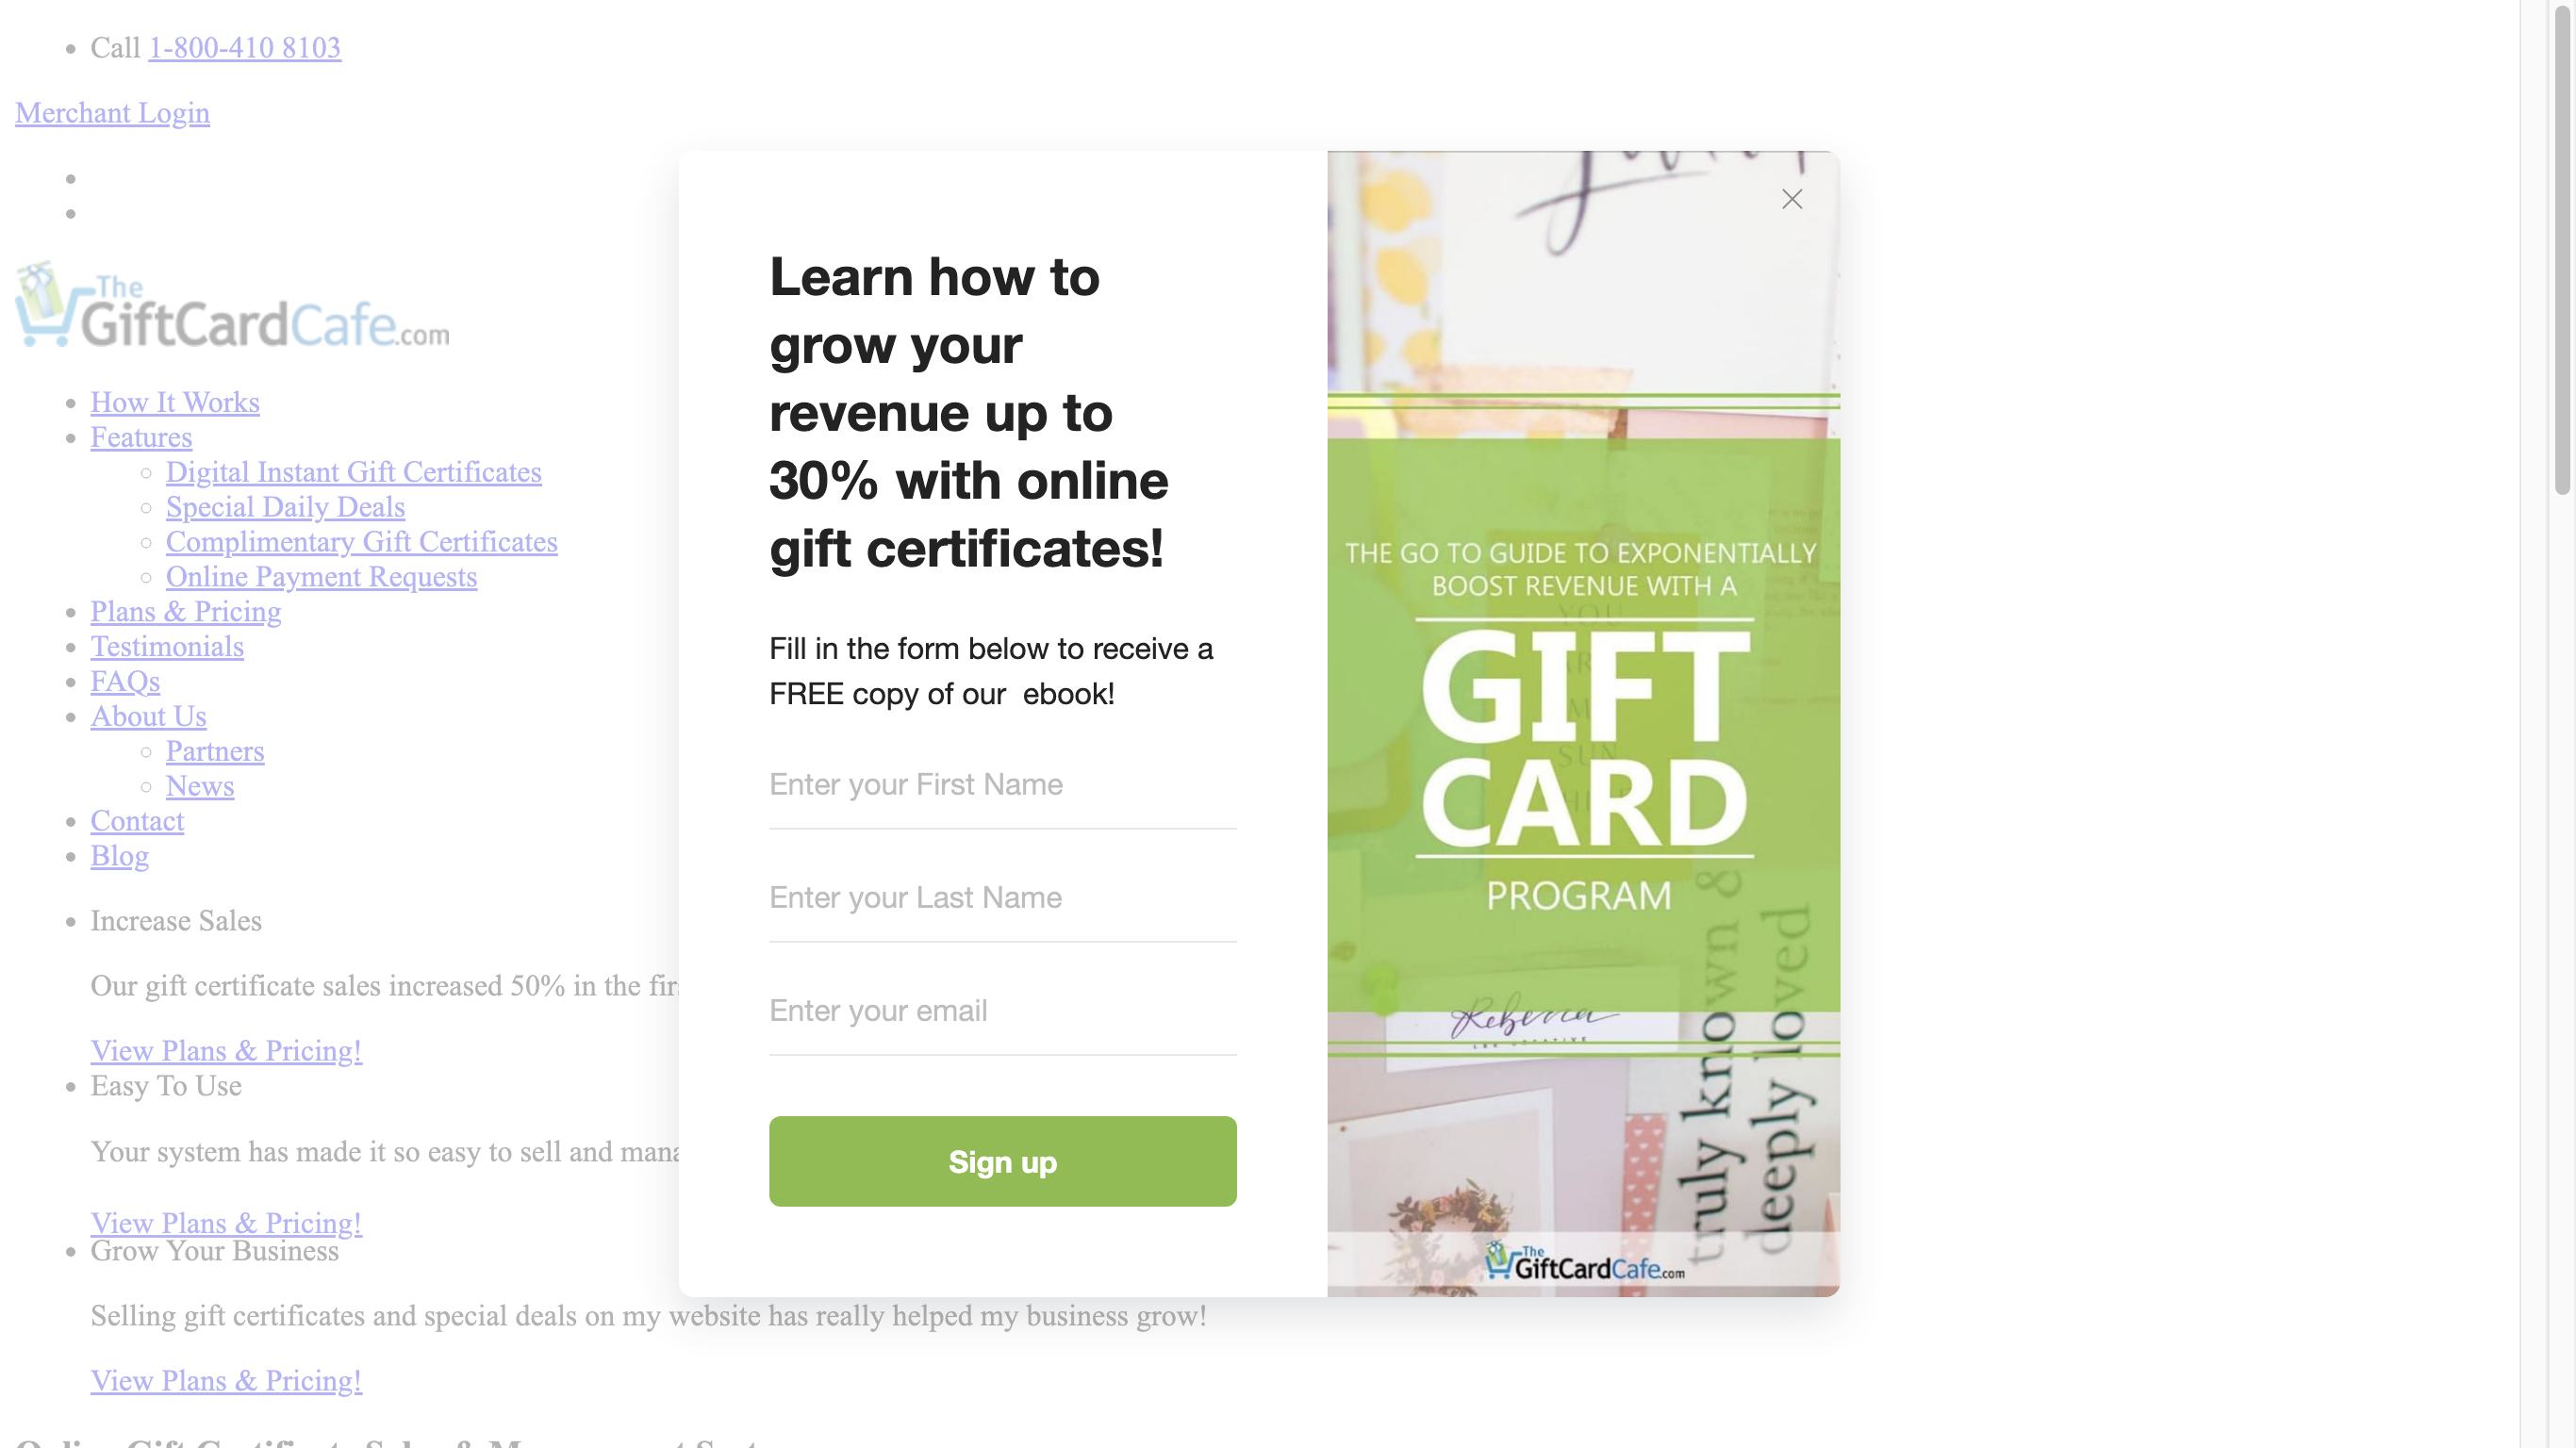 Call 1-800-410 8103
Merchant Login
The
GiftCardCafe.com
How It Works
Features
Digital Instant Gift Certificates
Special Daily Deals
Complimentary Gift Certificates
Online Payment Requests
Plans & Pricing
Testimonials
FAQs
About Us
Partners
News
Contact
Blog
Increase Sales
Our gift certificate sales increased 50% in the
View Plans & Pricing!
Easy To Use
Your system has made it so easy to sell and
View Plans & Pricing!
Grow Your Business
Selling gift certificates and special deals on my website has really helped my business grow!
View Plans & Pricing!
Learn how to
grow your
revenue up to
30% with online
gift certificates!
Fill in the form below to receive a
FREE copy of our ebook!
Enter your First Name
Enter your Last Name
Enter your email
Sign up
THE GO TO GUIDE TO EXPONENTIALLY
BOOST REVENUE WITH A
GIFT
CARD
PROGRAM
Rebecca
truly known &
deeply loved
The
GiftCardCafe.com